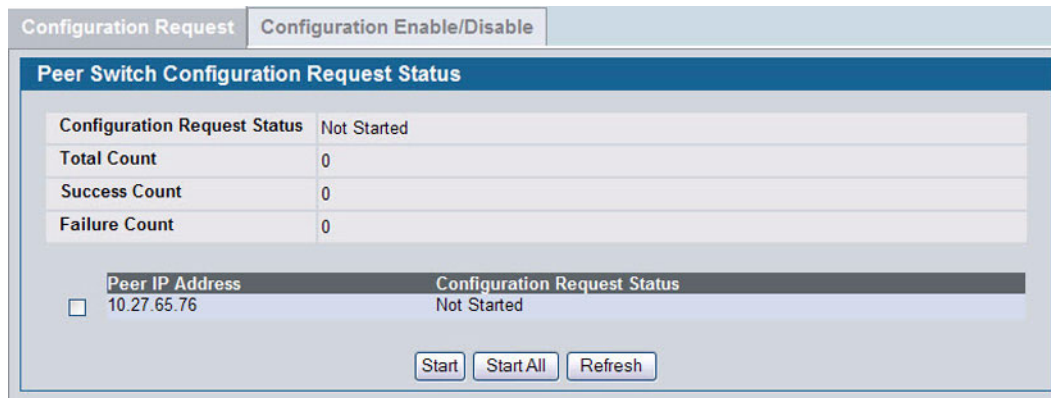 Configuration Request Configuration Enable/Disable
Peer Switch Configuration Request Status
Configuration Request Status Not Started
Total Count 0
Success Count 0
Failure Count 0
Peer IP Address Configuration Request Status
10.27.65.76 Not Started
Start Start All Refresh